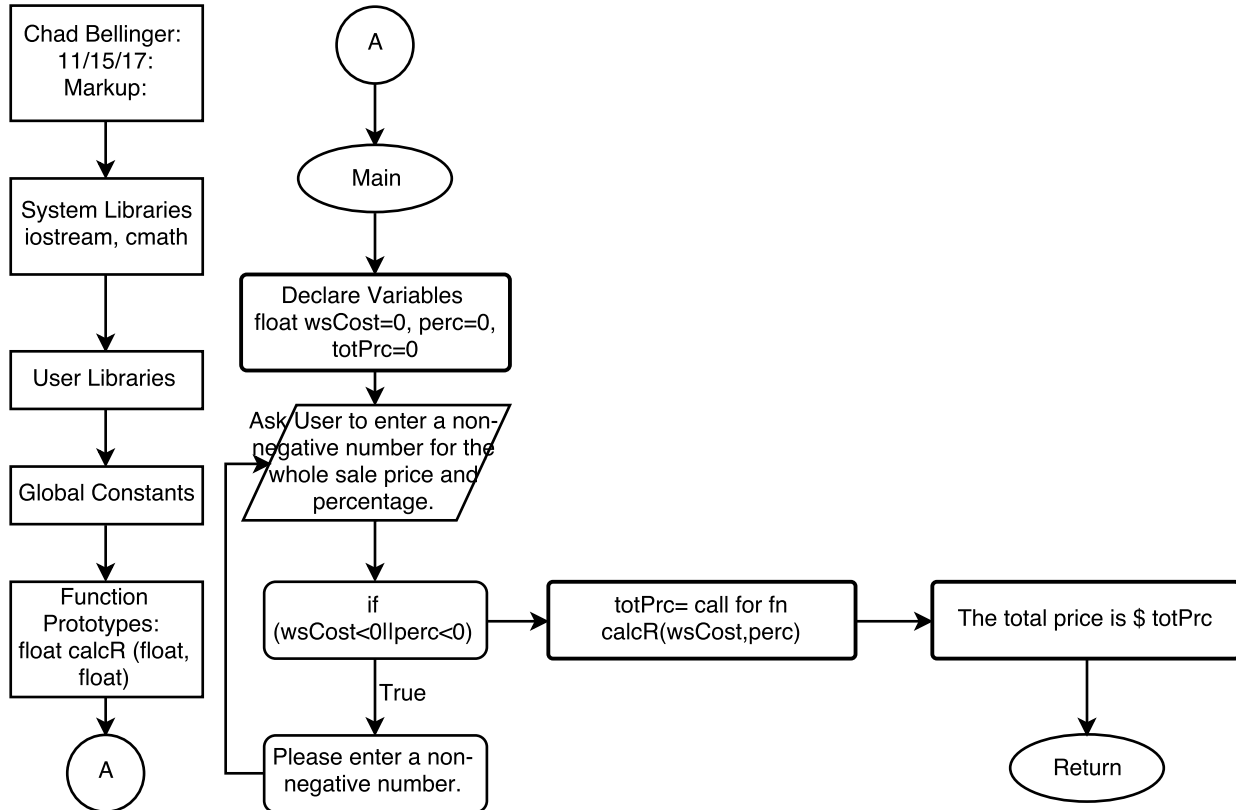 Chad Bellinger:
11/15/17:
Markup:
System Libraries
iostream, cmath
User Libraries
Global Constants
Function
Prototypes:
float calcR (float,
float)
A
A
Main
Declare Variables
float wsCost=0, perc=0,
totPrc=0
Ask User to enter a non-
negative number for the
whole sale price and
percentage.
if
(wsCost<0||perc<0)
True
Please enter a non-
negative number.
totPrc= call for fn
calcR(wsCost,perc)
The total price is $ totPrc
Return